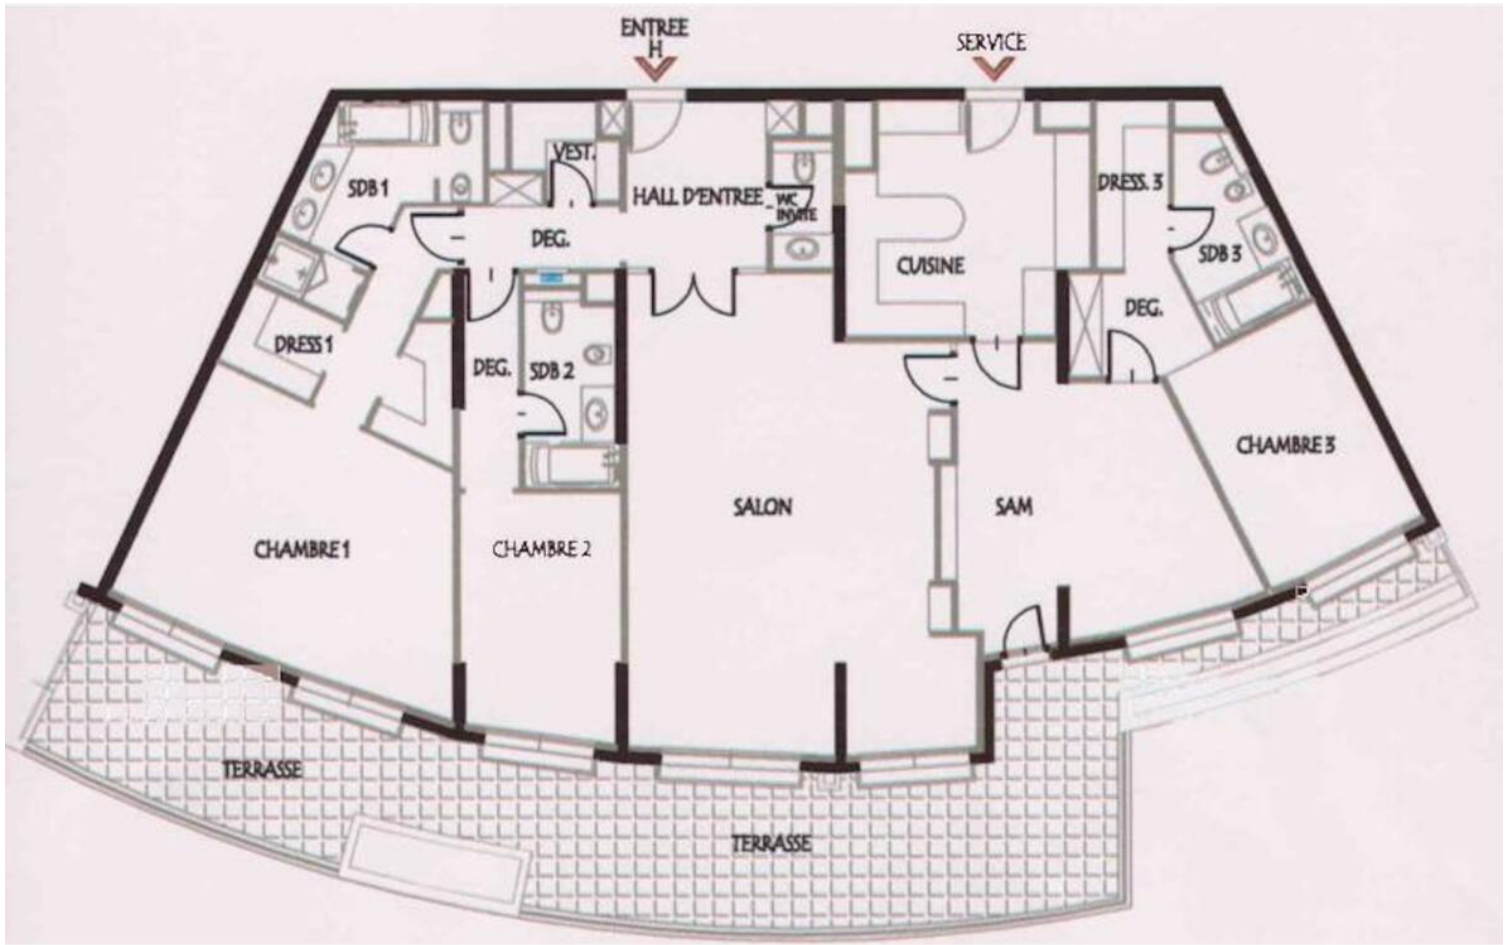 ENTREE
H
SERVICE
VEST.
SDB 1
HALL D'ENTREE
WC
INVITE
DRESS. 3
DEG.
CUISINE
SDB 3
DEG.
DRESS 1
DEG.
SDB 2
CHAMBRE 3
SALON
SAM
CHAMBRE 1
CHAMBRE 2
TERRASSE
TERRASSE